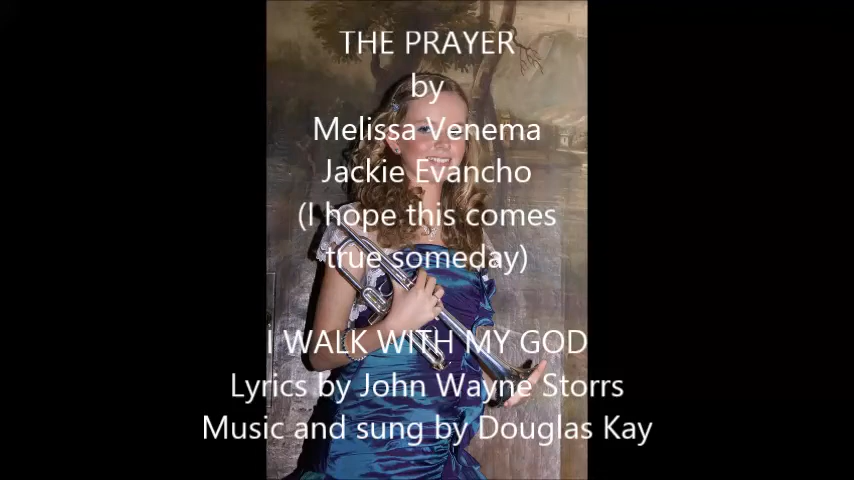 THE PRAYER
by
Melissa Venema
Jackie Evancho
(I hope this comes
true someday)
I WALK WITH MY GOD
Lyrics by John Wayne Storrs
Music and sung by Douglas Kay